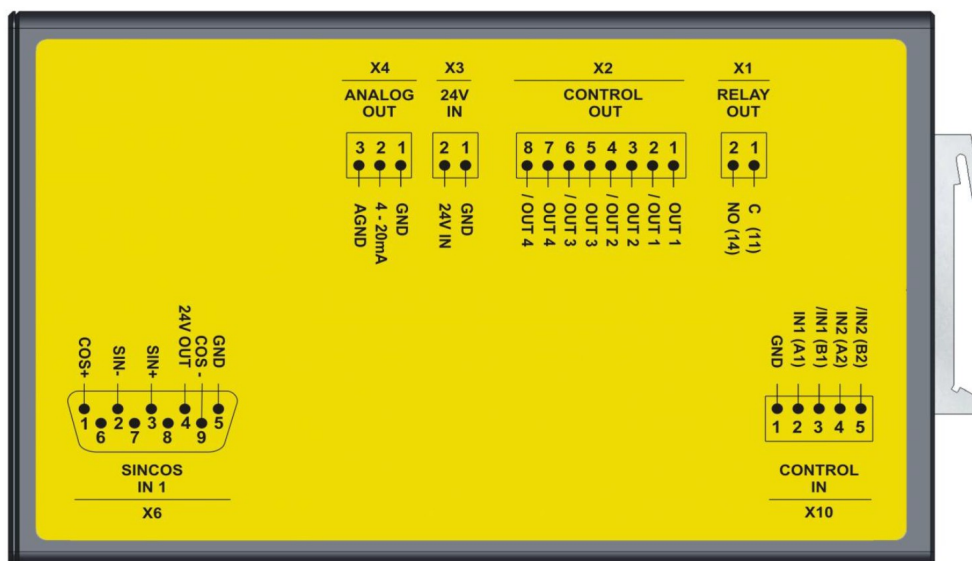 X4 X3 X2 X1
ANALOG OUT
24V IN
CONTROL OUT
RELAY OUT
3 2 1
2 1
8 7 6 5 4 3 2 1
2 1
AGND
4 - 20mA
GND
24V IN
GND
/ OUT 4
OUT 4
/ OUT 3
OUT 3
/ OUT 2
OUT 2
/ OUT 1
OUT 1
NO (14)
C (11)
COS+
SIN-
SIN+
24V OUT
COS -
GND
1 2 3 4 5
6 7 8 9
SINCOS
IN 1
X6
GND
IN1 (A1)
/IN1 (B1)
IN2 (A2)
/IN2 (B2)
1 2 3 4 5
CONTROL
IN
X10